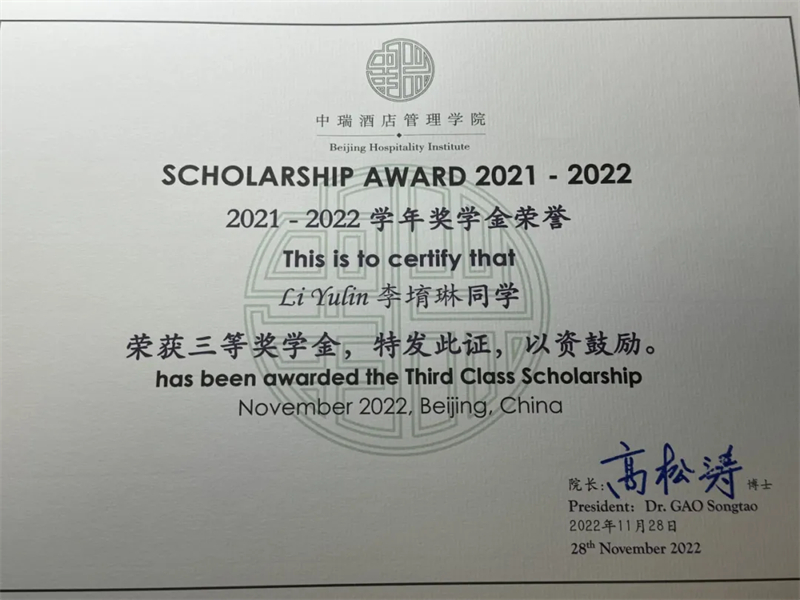 中瑞酒店管理学院
Beijing Hospitality Institute
SCHOLARSHIP AWARD 2021 - 2022
2021 - 2022 学年奖学金荣誉
This is to certify that
Li Yulin 李堉琳同学
荣获三等奖学金，特发此证，以资鼓励。
has been awarded the Third Class Scholarship
November 2022, Beijing, China
院长：高松涛 博士
President: Dr. GAO Songtao
2022年11月28日
28th November 2022